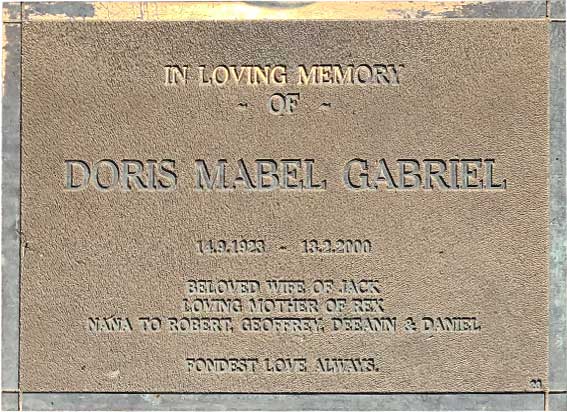 IN LOVING MEMORY
~ OF ~
DORIS MABEL GABRIEL
14.9.1923 - 13.2.2000
BELOVED WIFE OF JACK
LOVING MOTHER OF REX
NANA TO ROBERT, GEOFFREY, DEEANN & DANIEL
FONDEST LOVE ALWAYS.